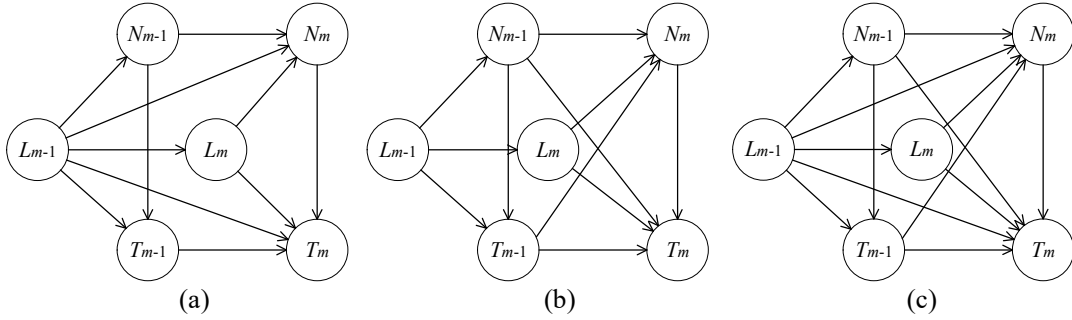 Nm-1 Nm Nm-1 Nm Nm-1 Nm
Lm-1 Lm Lm-1 Lm Lm-1 Lm
Tm-1 Tm Tm-1 Tm Tm-1 Tm
(a) (b) (c)